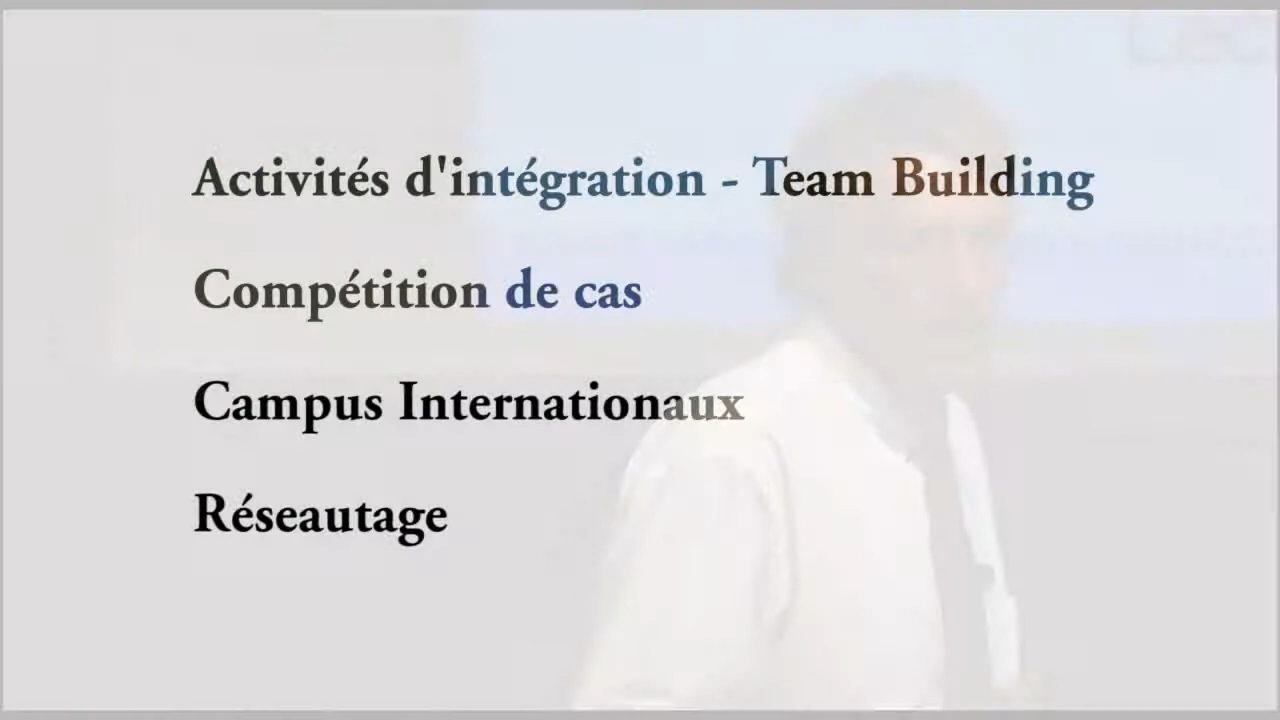 Activités d'intégration - Team Building
Compétition de cas
Campus Internationaux
Réseautage